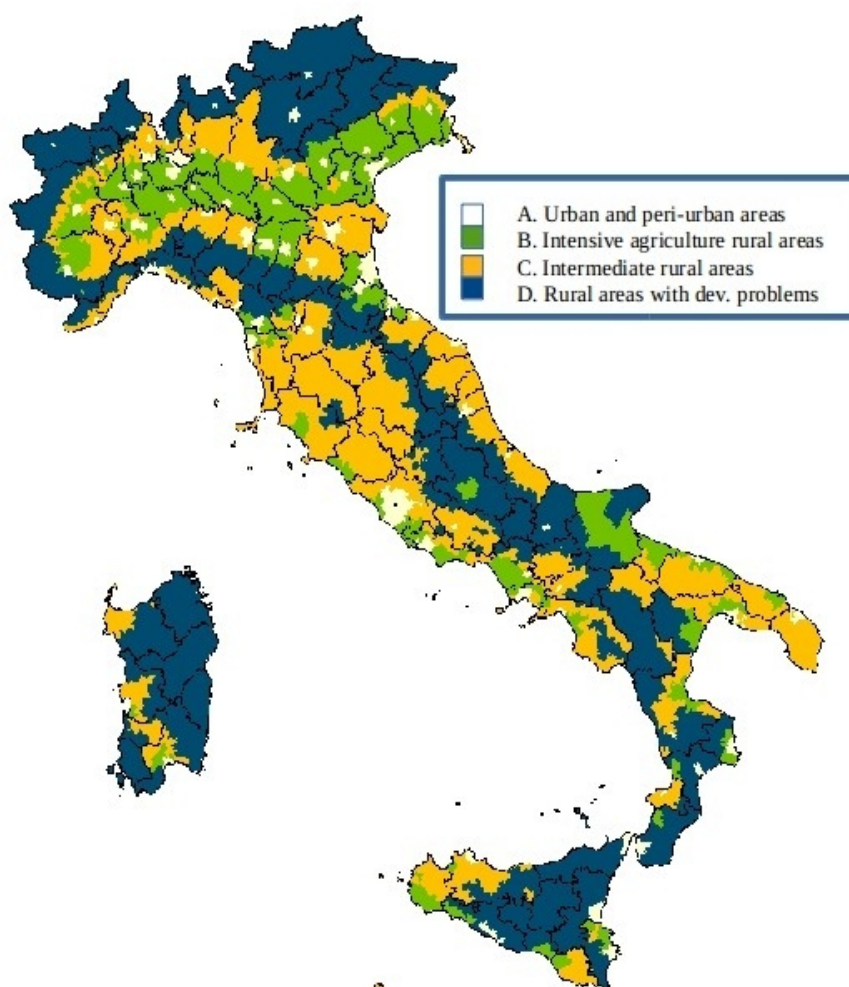 A. Urban and peri-urban areas
B. Intensive agriculture rural areas
C. Intermediate rural areas
D. Rural areas with dev. problems